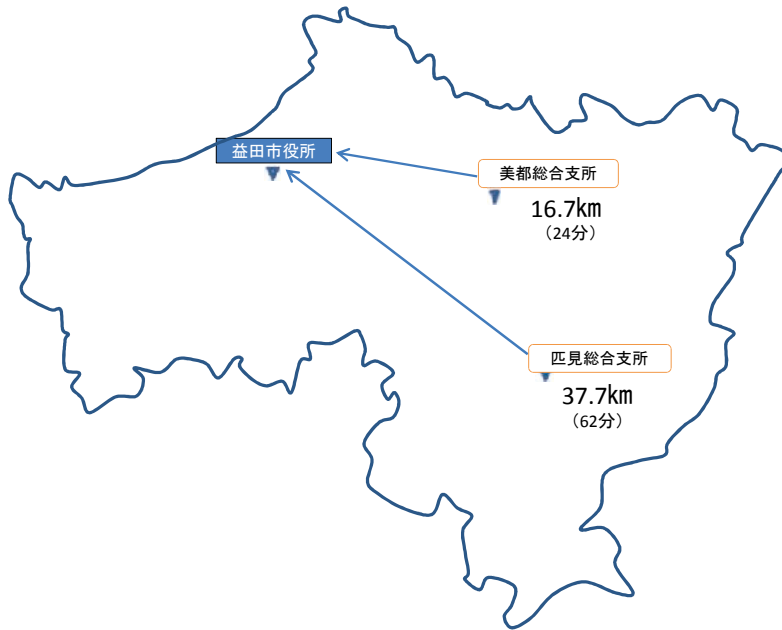 益田市役所
美都総合支所
16.7km
（24分）
匹見総合支所
37.7km
（62分）